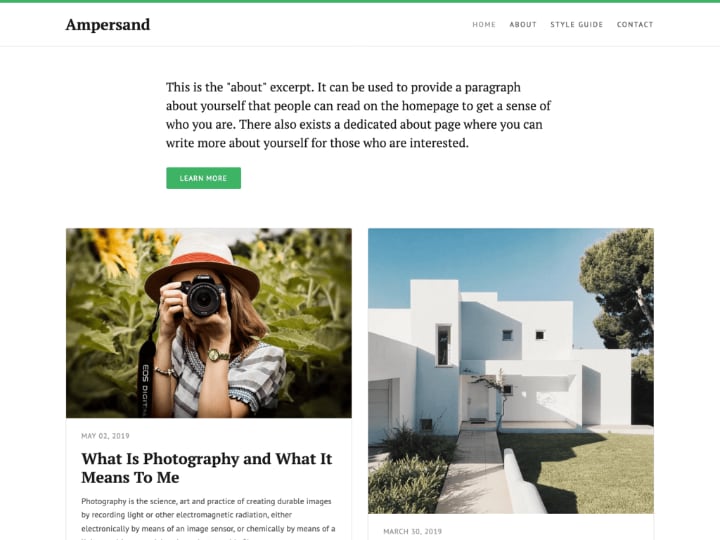 Ampersand
HOME ABOUT STYLE GUIDE CONTACT
This is the "about" excerpt. It can be used to provide a paragraph
about yourself that people can read on the homepage to get a sense of
who you are. There also exists a dedicated about page where you can
write more about yourself for those who are interested.
LEARN MORE
Canon
EOS DIGITAL
MAY 02, 2019
What Is Photography and What It
Means To Me
Photography is the science, art and practice of creating durable images
by recording light or other electromagnetic radiation, either
electronically by means of an image sensor, or chemically by means of a
MARCH 30, 2019